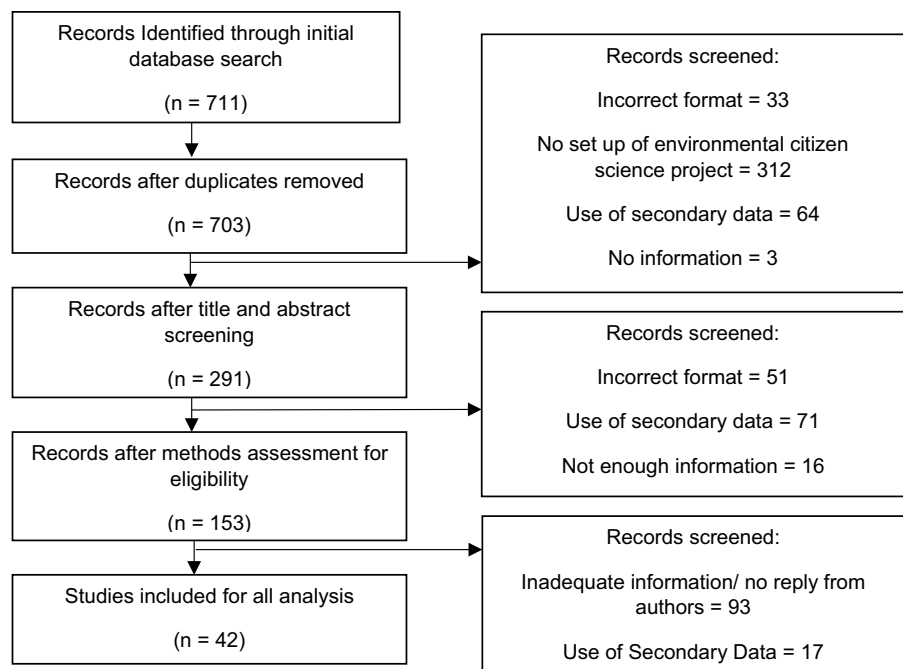 Records Identified through initial
database search
(n = 711)
Records after duplicates removed
(n = 703)
Records after title and abstract
screening
(n = 291)
Records after methods assessment for
eligibility
(n = 153)
Studies included for all analysis
(n = 42)
Records screened:
Incorrect format = 33
No set up of environmental citizen
science project = 312
Use of secondary data = 64
No information = 3
Records screened:
Incorrect format = 51
Use of secondary data = 71
Not enough information = 16
Records screened:
Inadequate information/ no reply from
authors = 93
Use of Secondary Data = 17